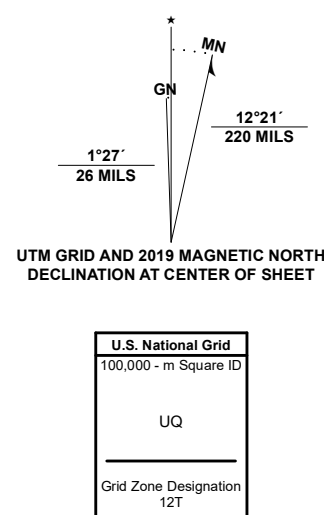 ★
MN
GN
12°21´
220 MILS
1°27´
26 MILS
UTM GRID AND 2019 MAGNETIC NORTH
DECLINATION AT CENTER OF SHEET
U.S. National Grid
100,000 - m Square ID
UQ
Grid Zone Designation
12T